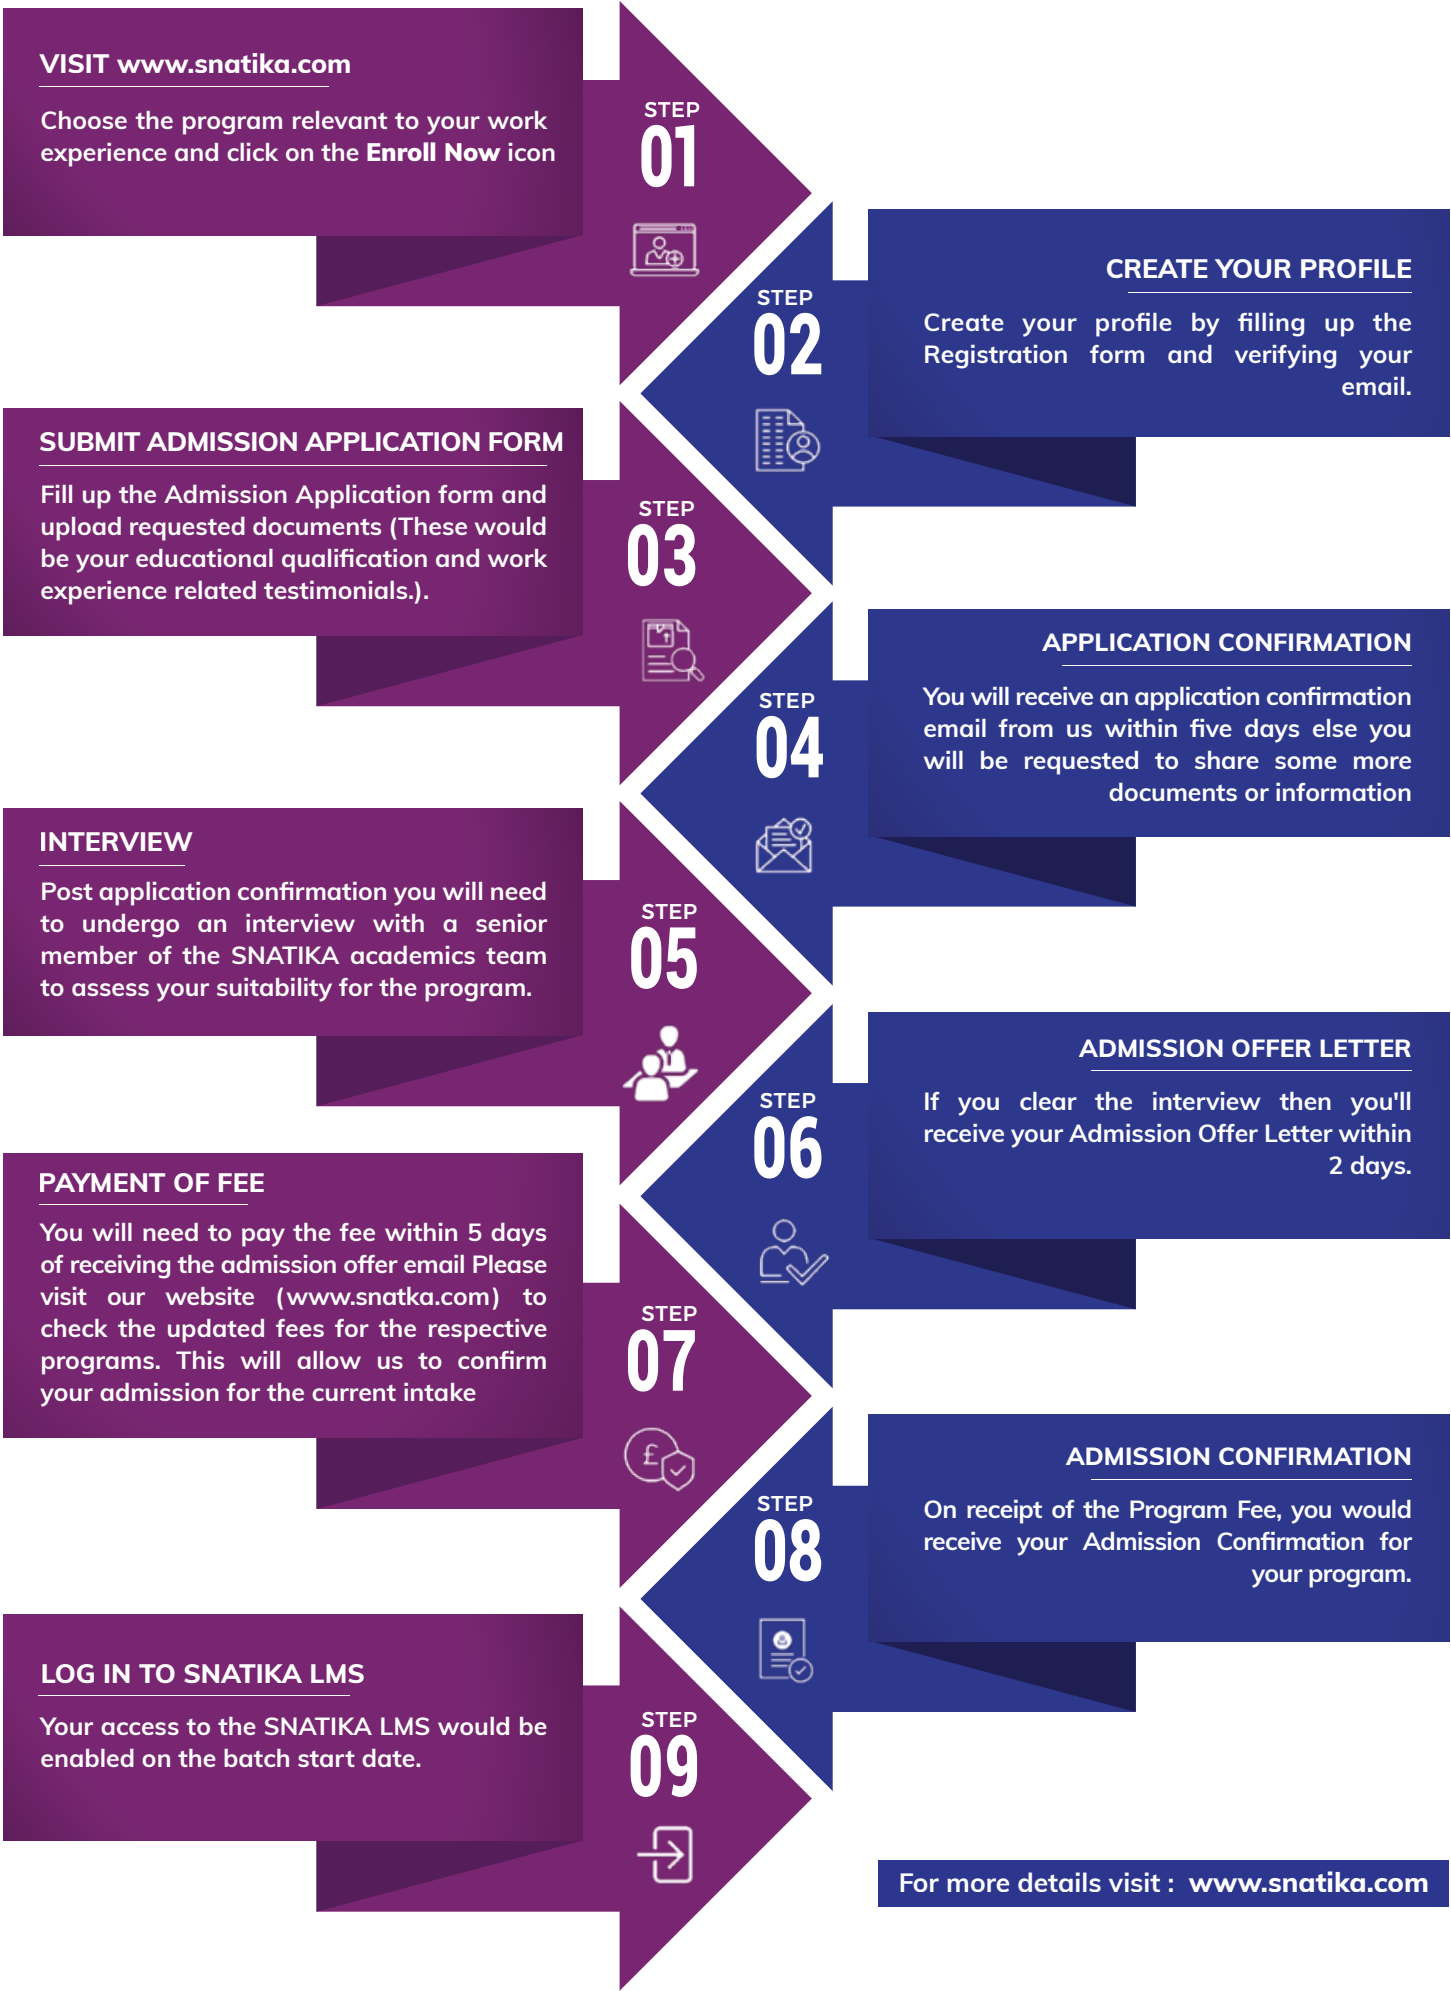 VISIT www.snatika.com
Choose the program relevant to your work
experience and click on the Enroll Now icon
STEP
01
CREATE YOUR PROFILE
Create your profile by filling up the
Registration form and verifying your
email.
STEP
02
SUBMIT ADMISSION APPLICATION FORM
Fill up the Admission Application form and
upload requested documents (These would
be your educational qualification and work
experience related testimonials.).
STEP
03
APPLICATION CONFIRMATION
You will receive an application confirmation
email from us within five days else you
will be requested to share some more
documents or information
STEP
04
INTERVIEW
Post application confirmation you will need
to undergo an interview with a senior
member of the SNATIKA academics team
to assess your suitability for the program.
STEP
05
ADMISSION OFFER LETTER
If you clear the interview then you'll
receive your Admission Offer Letter within
2 days.
STEP
06
PAYMENT OF FEE
You will need to pay the fee within 5 days
of receiving the admission offer email Please
visit our website (www.snatka.com) to
check the updated fees for the respective
programs. This will allow us to confirm
your admission for the current intake
STEP
07
£
ADMISSION CONFIRMATION
On receipt of the Program Fee, you would
receive your Admission Confirmation for
your program.
STEP
08
LOG IN TO SNATIKA LMS
Your access to the SNATIKA LMS would be
enabled on the batch start date.
STEP
09
For more details visit : www.snatika.com